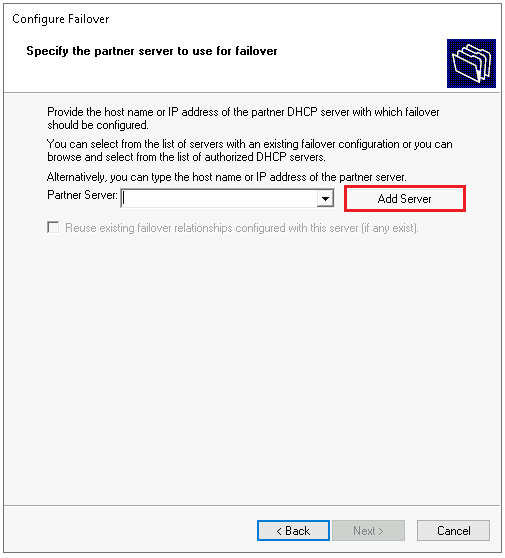 Configure Failover
Specify the partner server to use for failover
Provide the host name or IP address of the partner DHCP server with which failover
should be configured.
You can select from the list of servers with an existing failover configuration or you can
browse and select from the list of authorized DHCP servers.
Alternatively, you can type the host name or IP address of the partner server.
Partner Server: Add Server
Reuse existing failover relationships configured with this server (if any exist).
< Back Next > Cancel